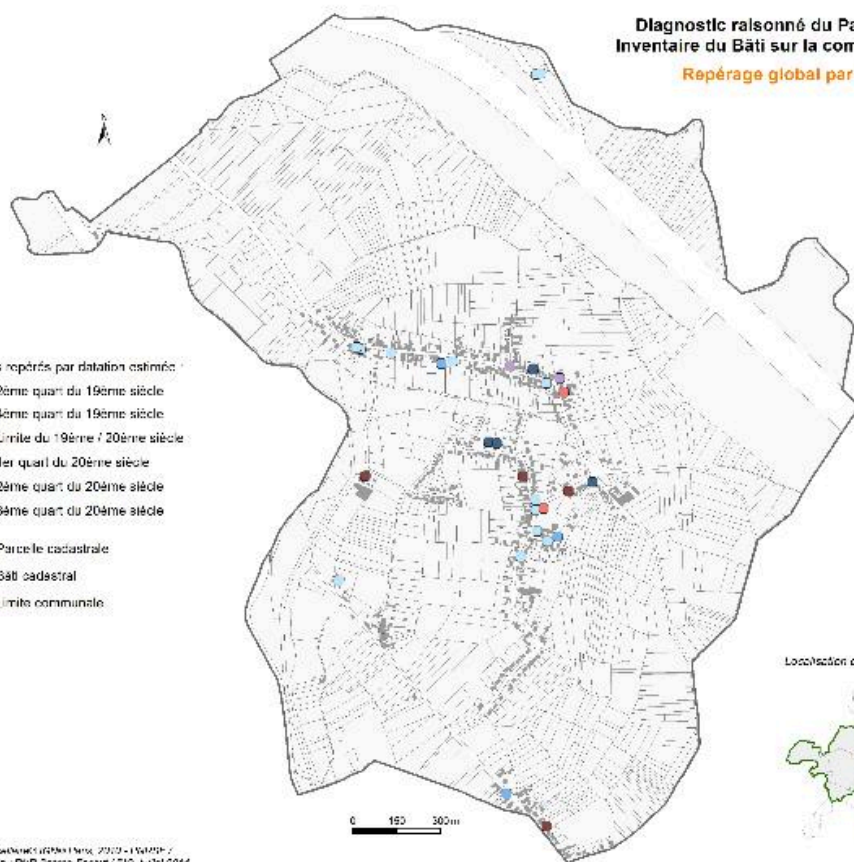 Diagnostic raisonné du Pa
Inventaire du Bâti sur la com
Repérage global par
s repérés par datation estimée :
2ème quart du 19ème siècle
4ème quart du 19ème siècle
Limite du 19ème / 20ème siècle
1er quart du 20ème siècle
2ème quart du 20ème siècle
3ème quart du 20ème siècle
Parcelle cadastrale
Bâti cadastral
Limite communale
Localisation
0 150 300 m